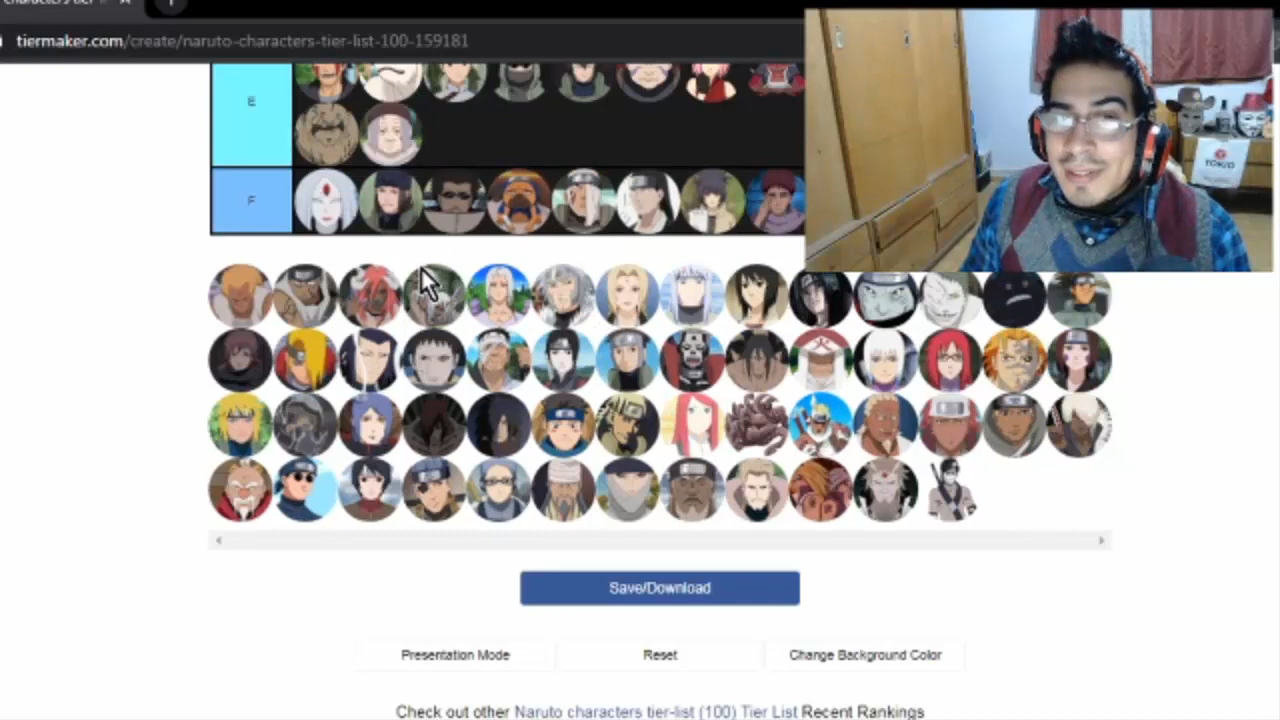 tiermaker.com/create/naruto-characters-tier-list-100-159181
E
F
TOKIO
Save/Download
Presentation Mode
Reset
Change Background Color
Check out other Naruto characters tier-list (100) Tier List Recent Rankings